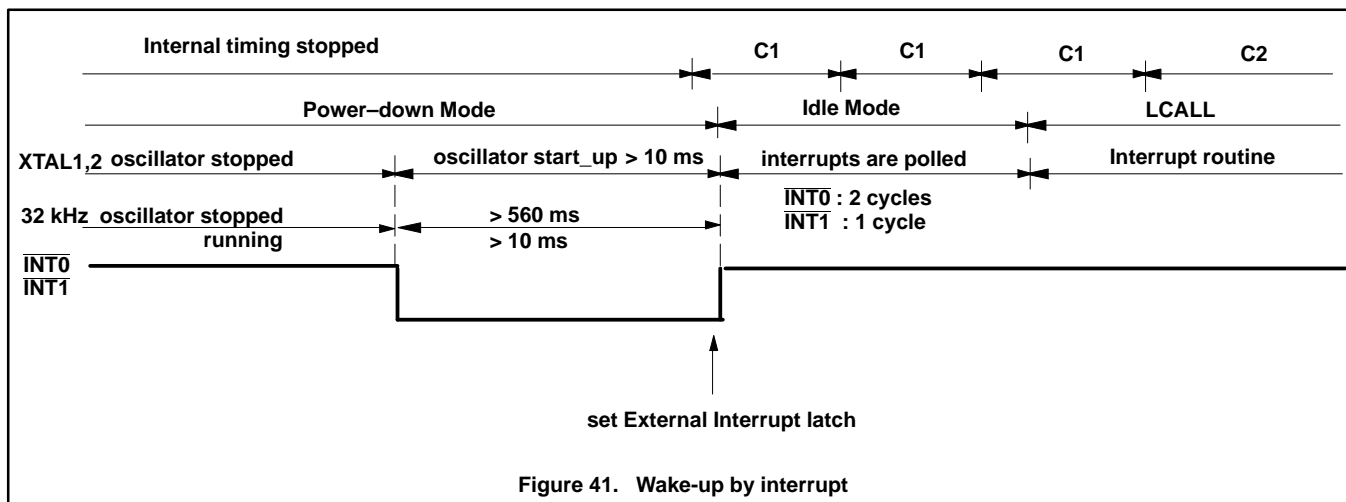 Internal timing stopped C1 C1 C1 C2
Power–down Mode Idle Mode LCALL
XTAL1,2 oscillator stopped oscillator start_up > 10 ms interrupts are polled Interrupt routine
INT0 : 2 cycles
32 kHz oscillator stopped > 560 ms INT1 : 1 cycle
running > 10 ms
INT0
INT1
set External Interrupt latch
Figure 41. Wake-up by interrupt